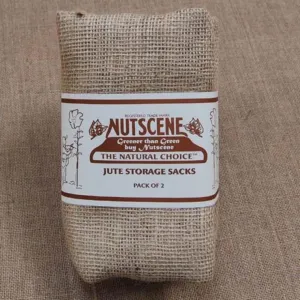 REGISTERED TRADE MARK
NUTSCENE
Greener than Green
buy Nutscene
THE NATURAL CHOICE™
JUTE STORAGE SACKS
PACK OF 2